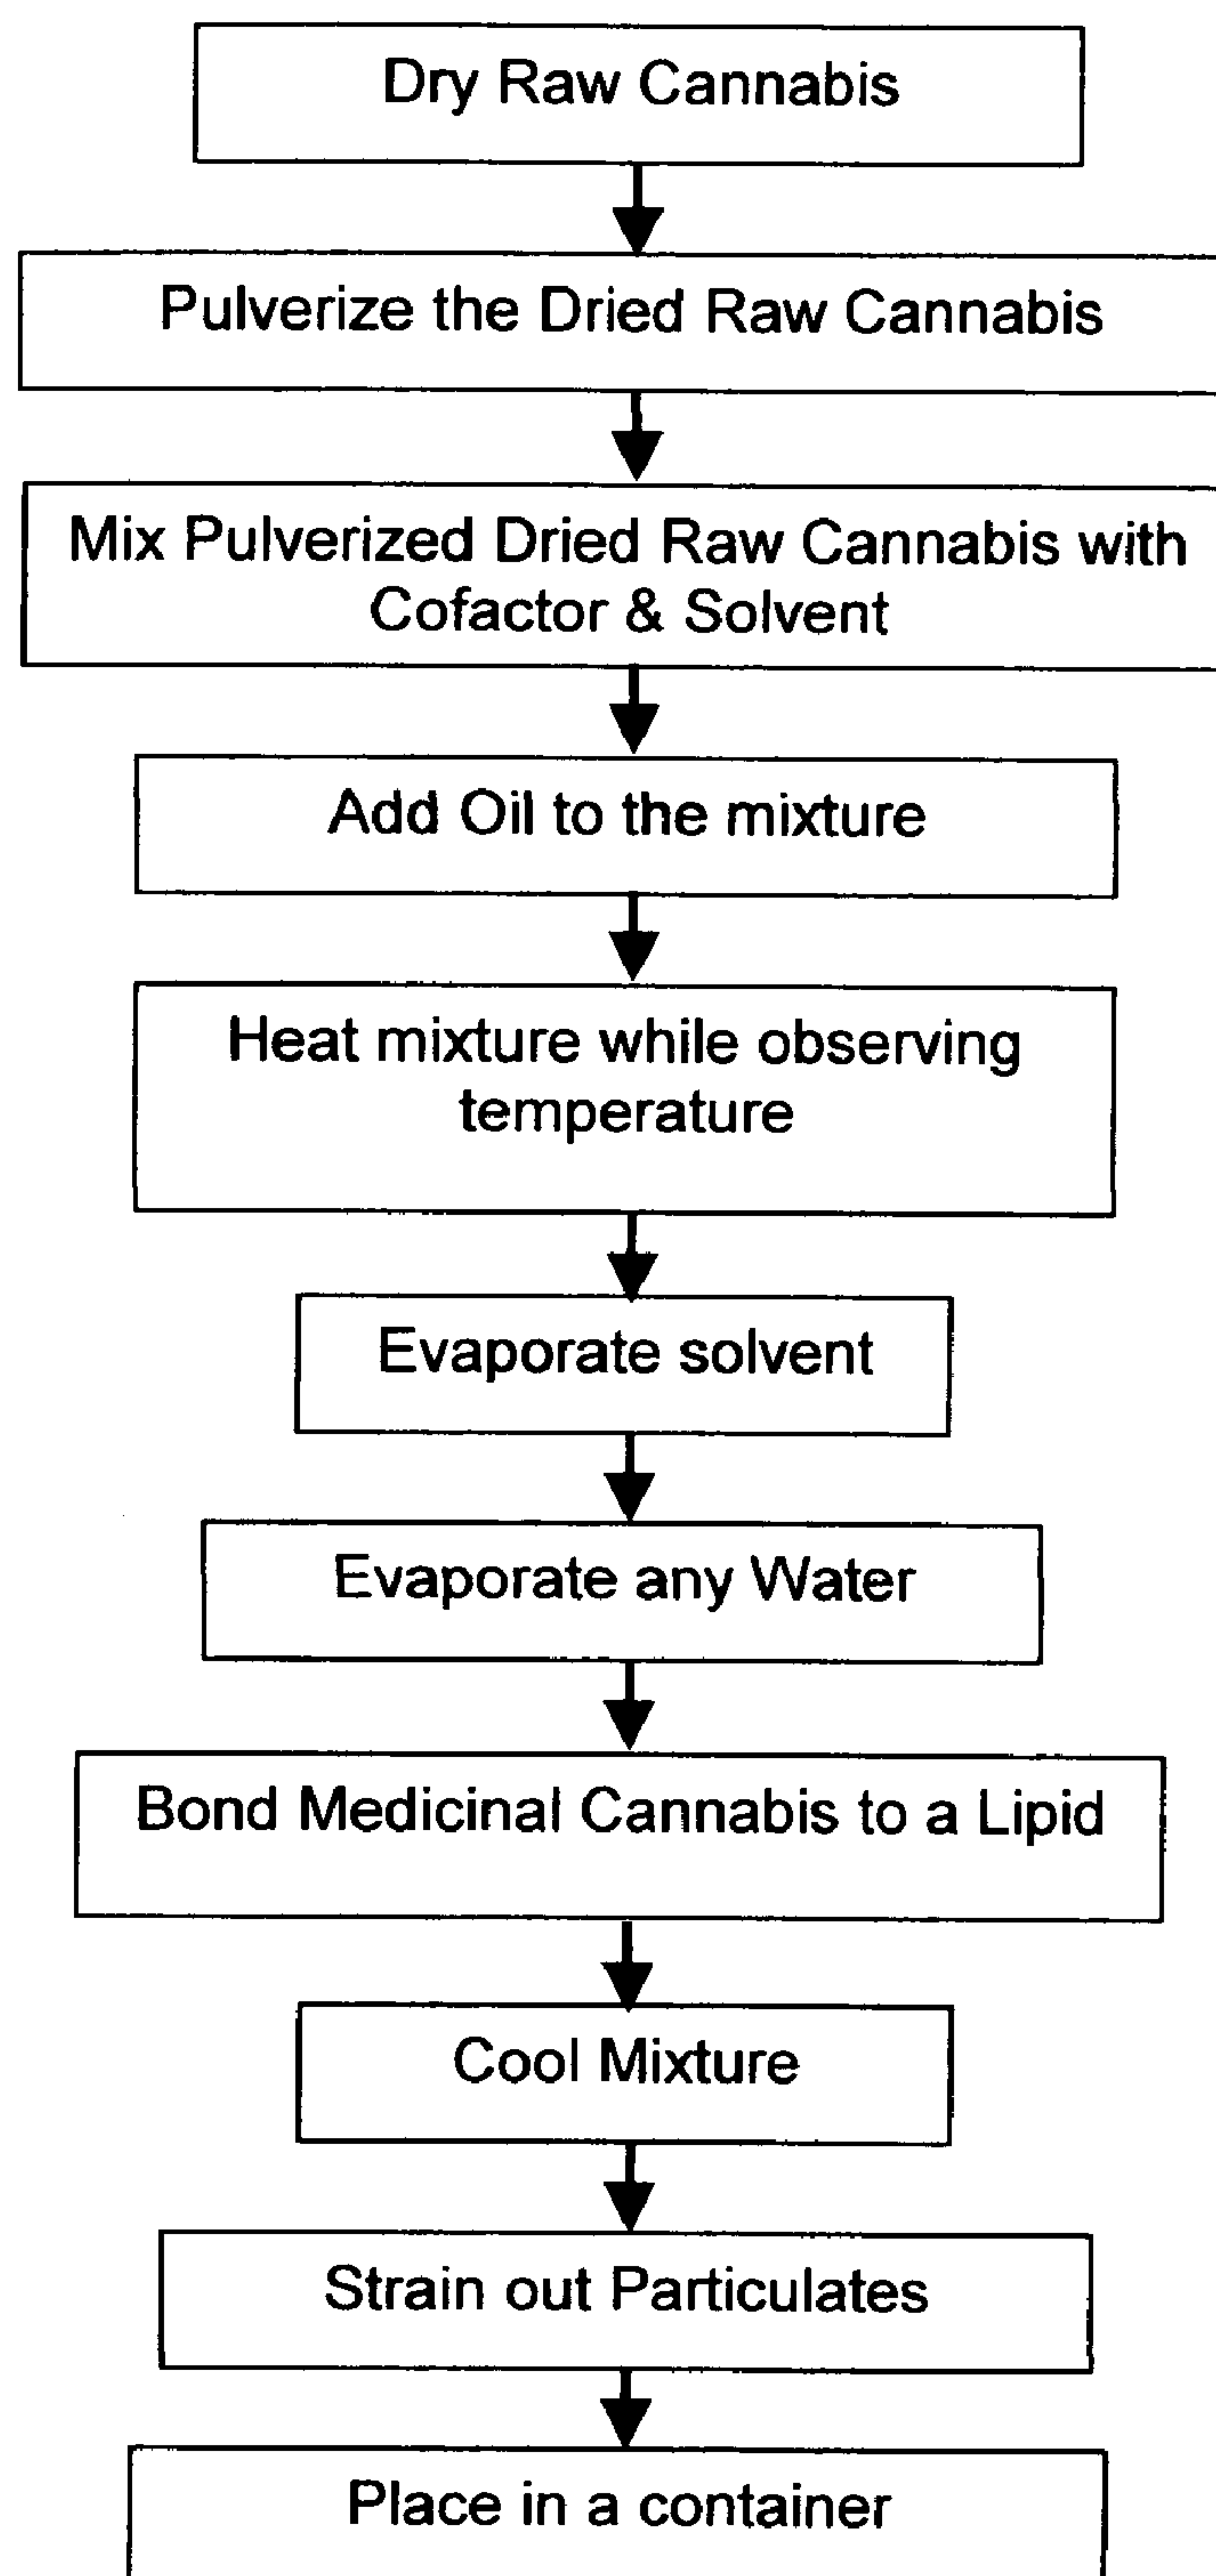 Dry Raw Cannabis
Pulverize the Dried Raw Cannabis
Mix Pulverized Dried Raw Cannabis with
Cofactor & Solvent
Add Oil to the mixture
Heat mixture while observing
temperature
Evaporate solvent
Evaporate any Water
Bond Medicinal Cannabis to a Lipid
Cool Mixture
Strain out Particulates
Place in a container